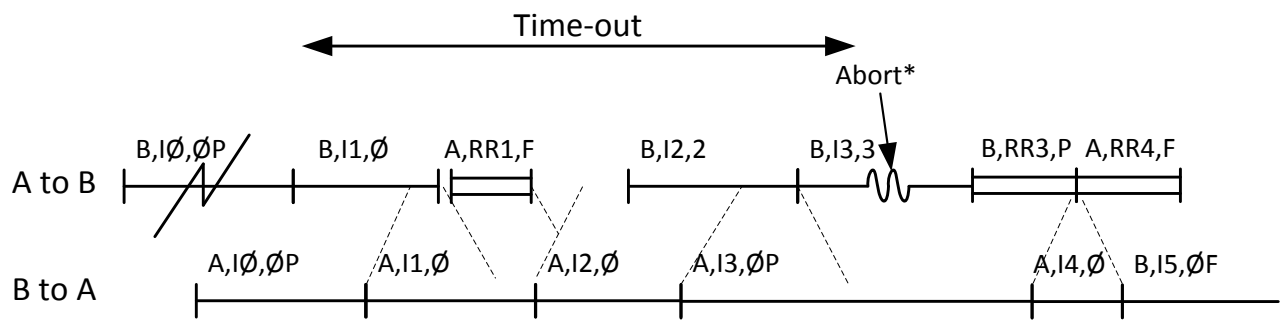 Time-out
Abort*
B,IØ,ØP B,I1,Ø A,RR1,F B,I2,2 B,I3,3 B,RR3,P A,RR4,F
A to B
A,IØ,ØP A,I1,Ø A,I2,Ø A,I3,ØP A,I4,Ø B,I5,ØF
B to A